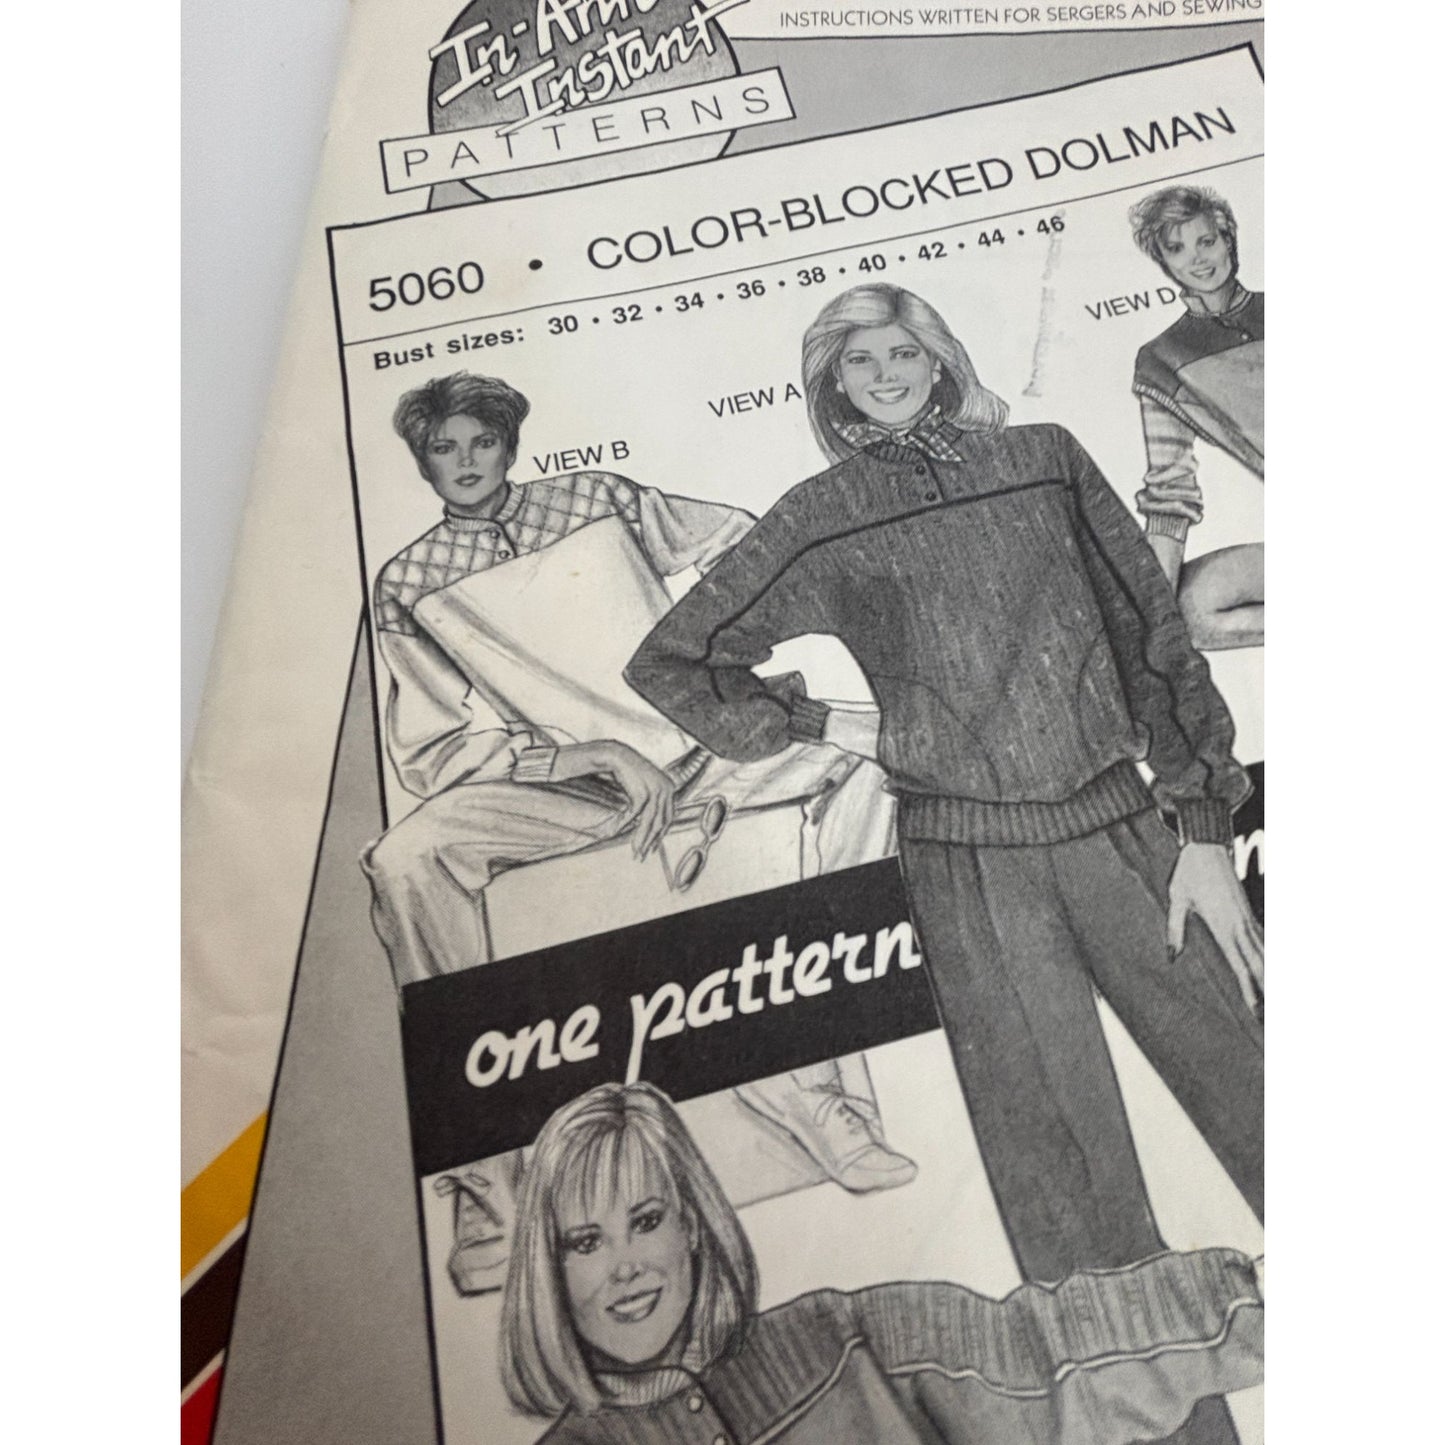 In-An
Instant
PATTERNS
INSTRUCTIONS WRITTEN FOR SERGERS AND SEWING
5060 • COLOR-BLOCKED DOLMAN
Bust sizes: 30 • 32 • 34 • 36 • 38 • 40 • 42 • 44 • 46
VIEW D
VIEW A
VIEW B
one pattern